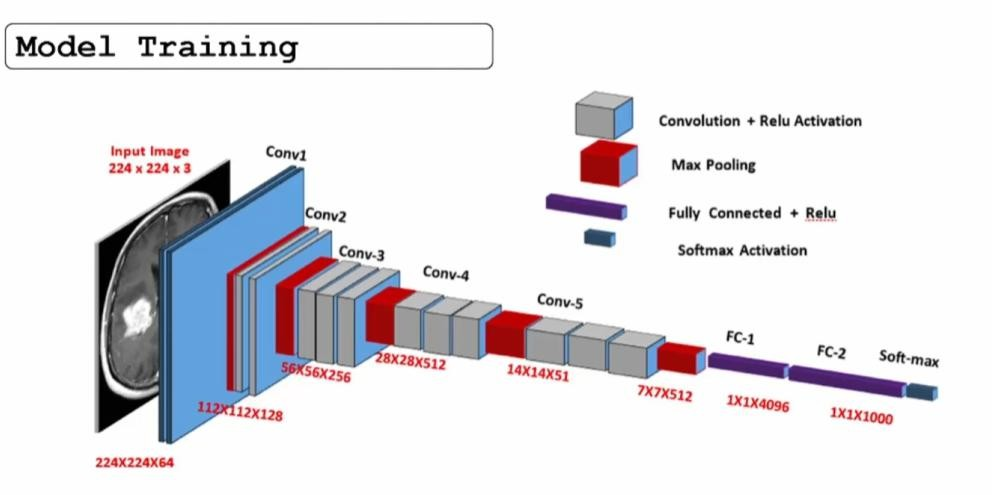 Model Training
Convolution + Relu Activation
Max Pooling
Fully Connected + Relu
Softmax Activation
Input Image
224 x 224 x 3
Conv1
Conv2
Conv-3
Conv-4
Conv-5
FC-1
FC-2
Soft-max
224X224X64
112X112X128
56X56X256
28X28X512
14X14X51
7X7X512
1X1X4096
1X1X1000